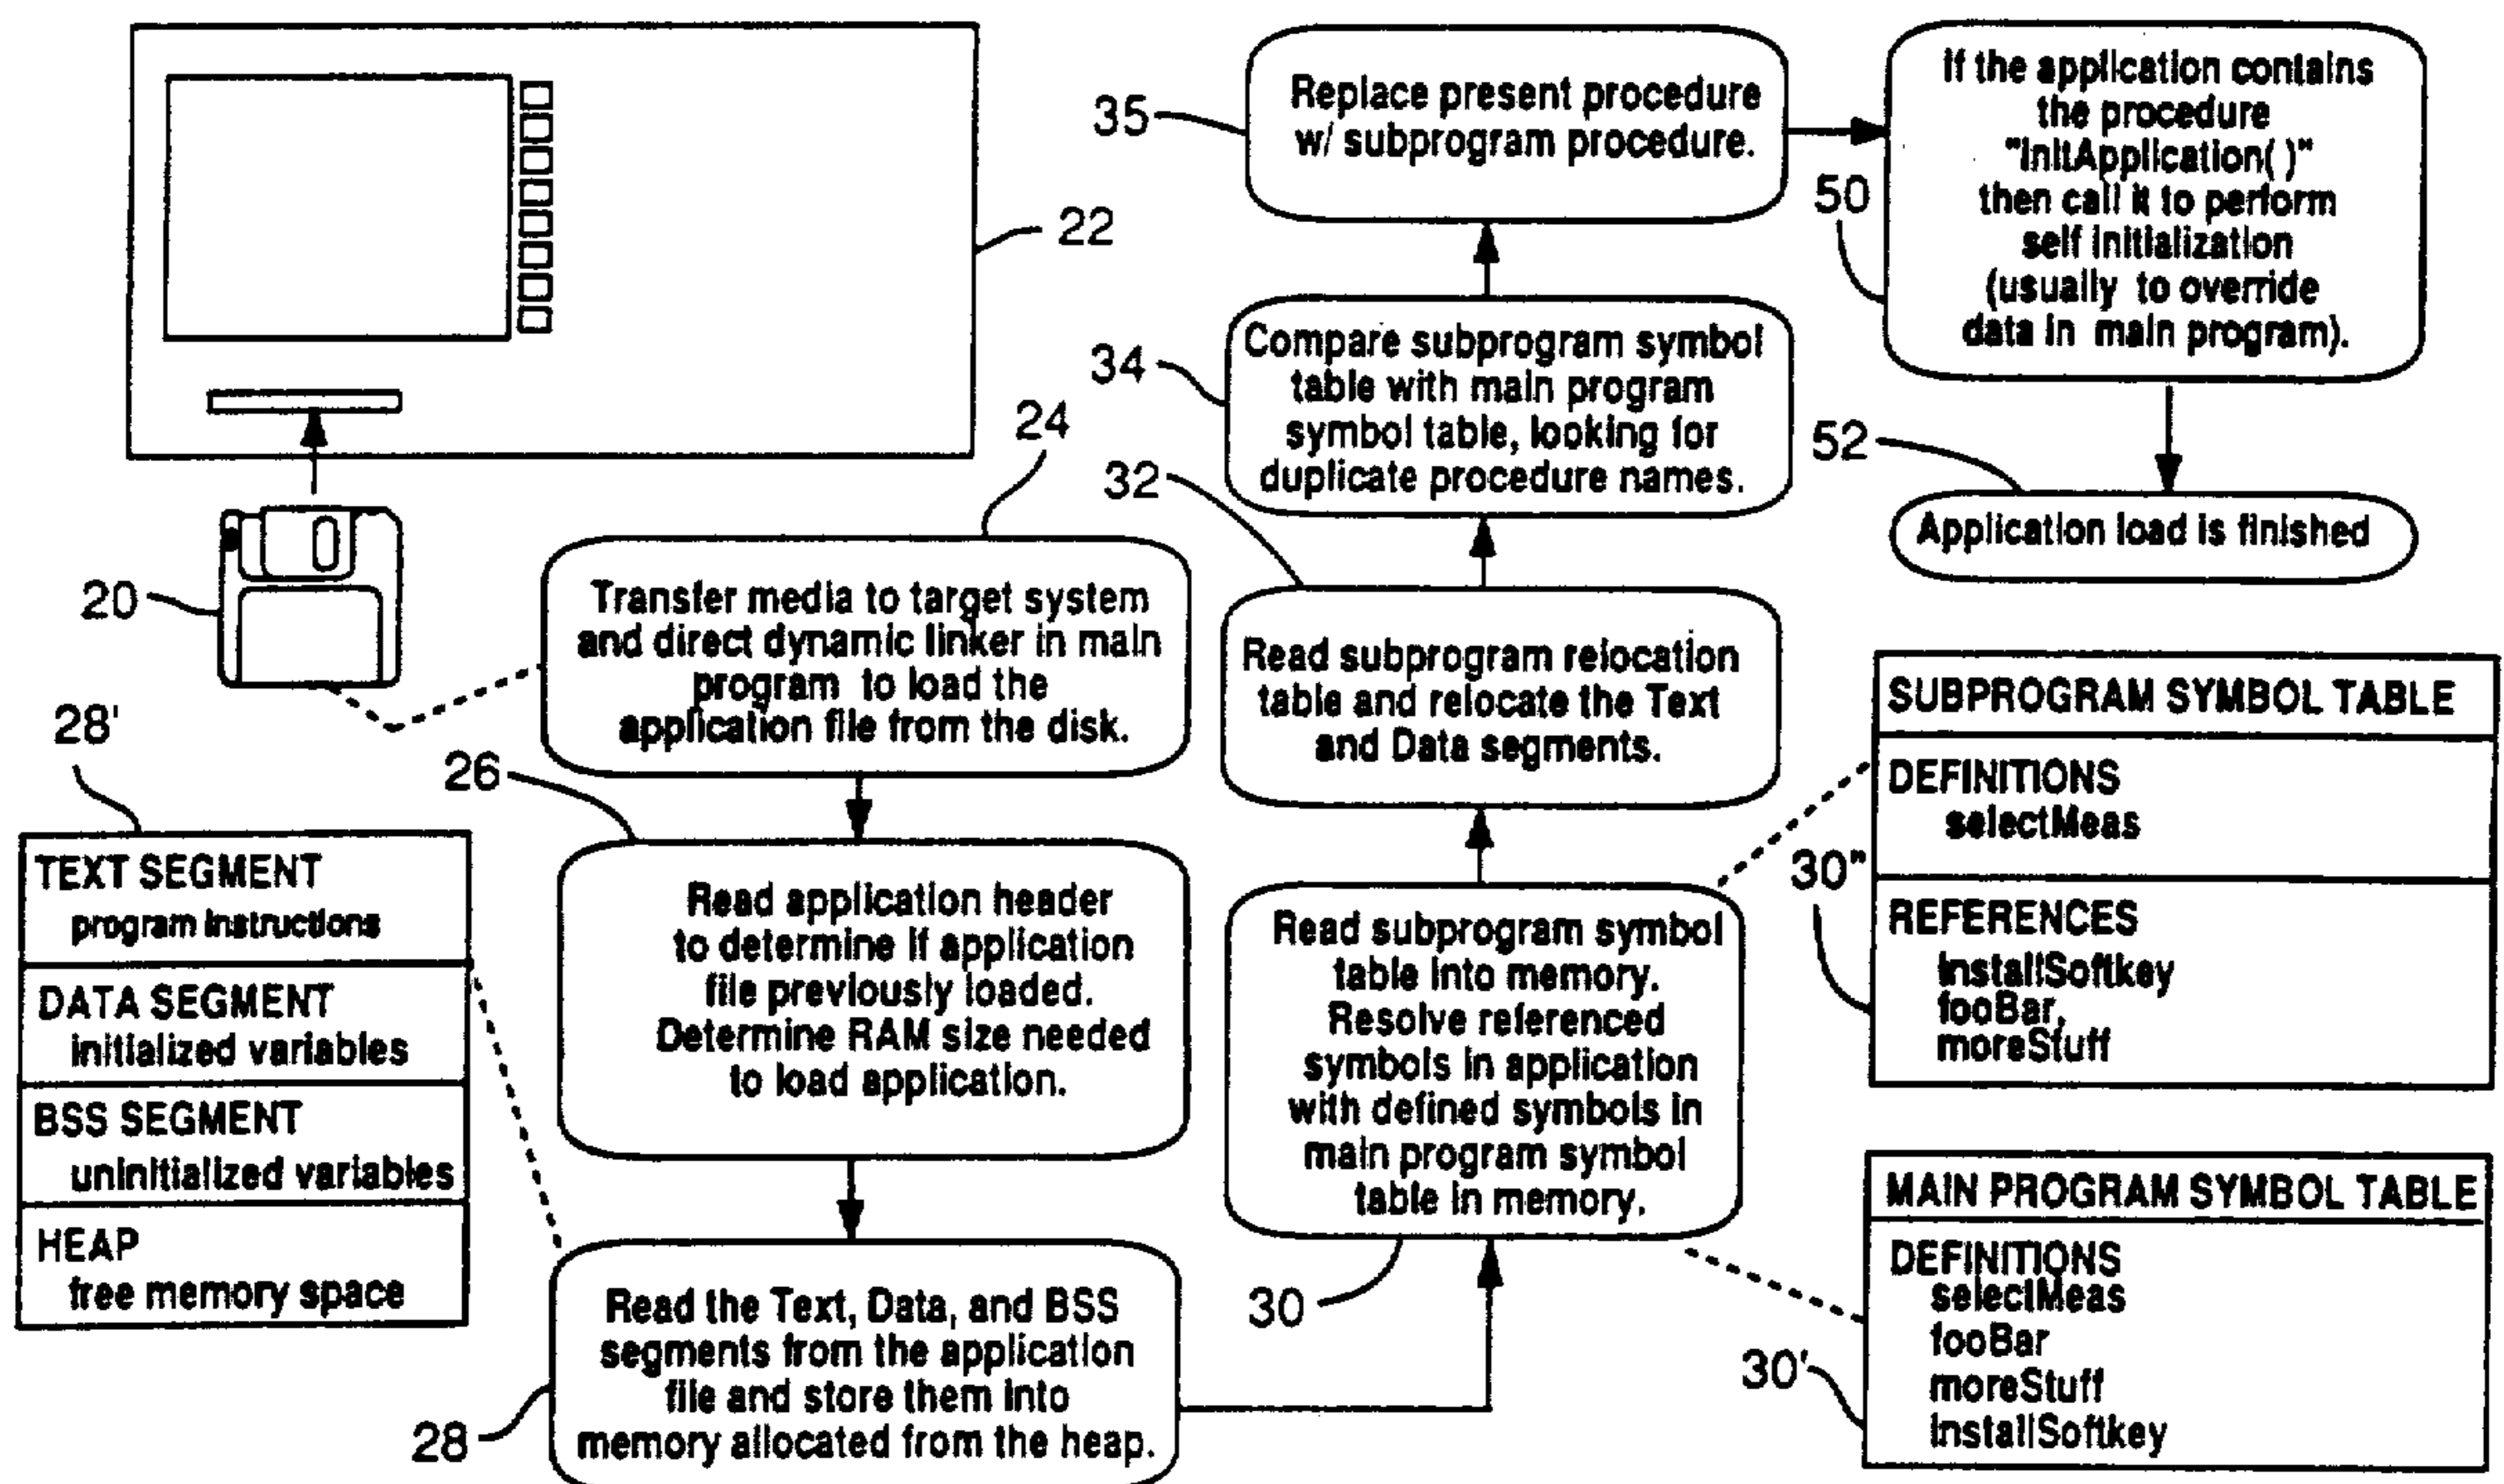 22
20
24
Transfer media to target system
and direct dynamic linker in main
program to load the
application file from the disk.
26
Read application header
to determine if application
file previously loaded.
Determine RAM size needed
to load application.
28'
TEXT SEGMENT
program instructions
DATA SEGMENT
initialized variables
BSS SEGMENT
uninitialized variables
HEAP
free memory space
28
Read the Text, Data, and BSS
segments from the application
file and store them into
memory allocated from the heap.
30
Read subprogram symbol
table into memory.
Resolve referenced
symbols in application
with defined symbols in
main program symbol
table in memory.
32
Read subprogram relocation
table and relocate the Text
and Data segments.
34
Compare subprogram symbol
table with main program
symbol table, looking for
duplicate procedure names.
35
Replace present procedure
w/ subprogram procedure.
50
If the application contains
the procedure
"InitApplication( )"
then call it to perform
self initialization
(usually to override
data in main program).
52
Application load is finished
30"
SUBPROGRAM SYMBOL TABLE
DEFINITIONS
selectMeas
REFERENCES
InstallSoftkey
fooBar,
moreStuff
30'
MAIN PROGRAM SYMBOL TABLE
DEFINITIONS
selectMeas
fooBar
moreStuff
InstallSoftkey